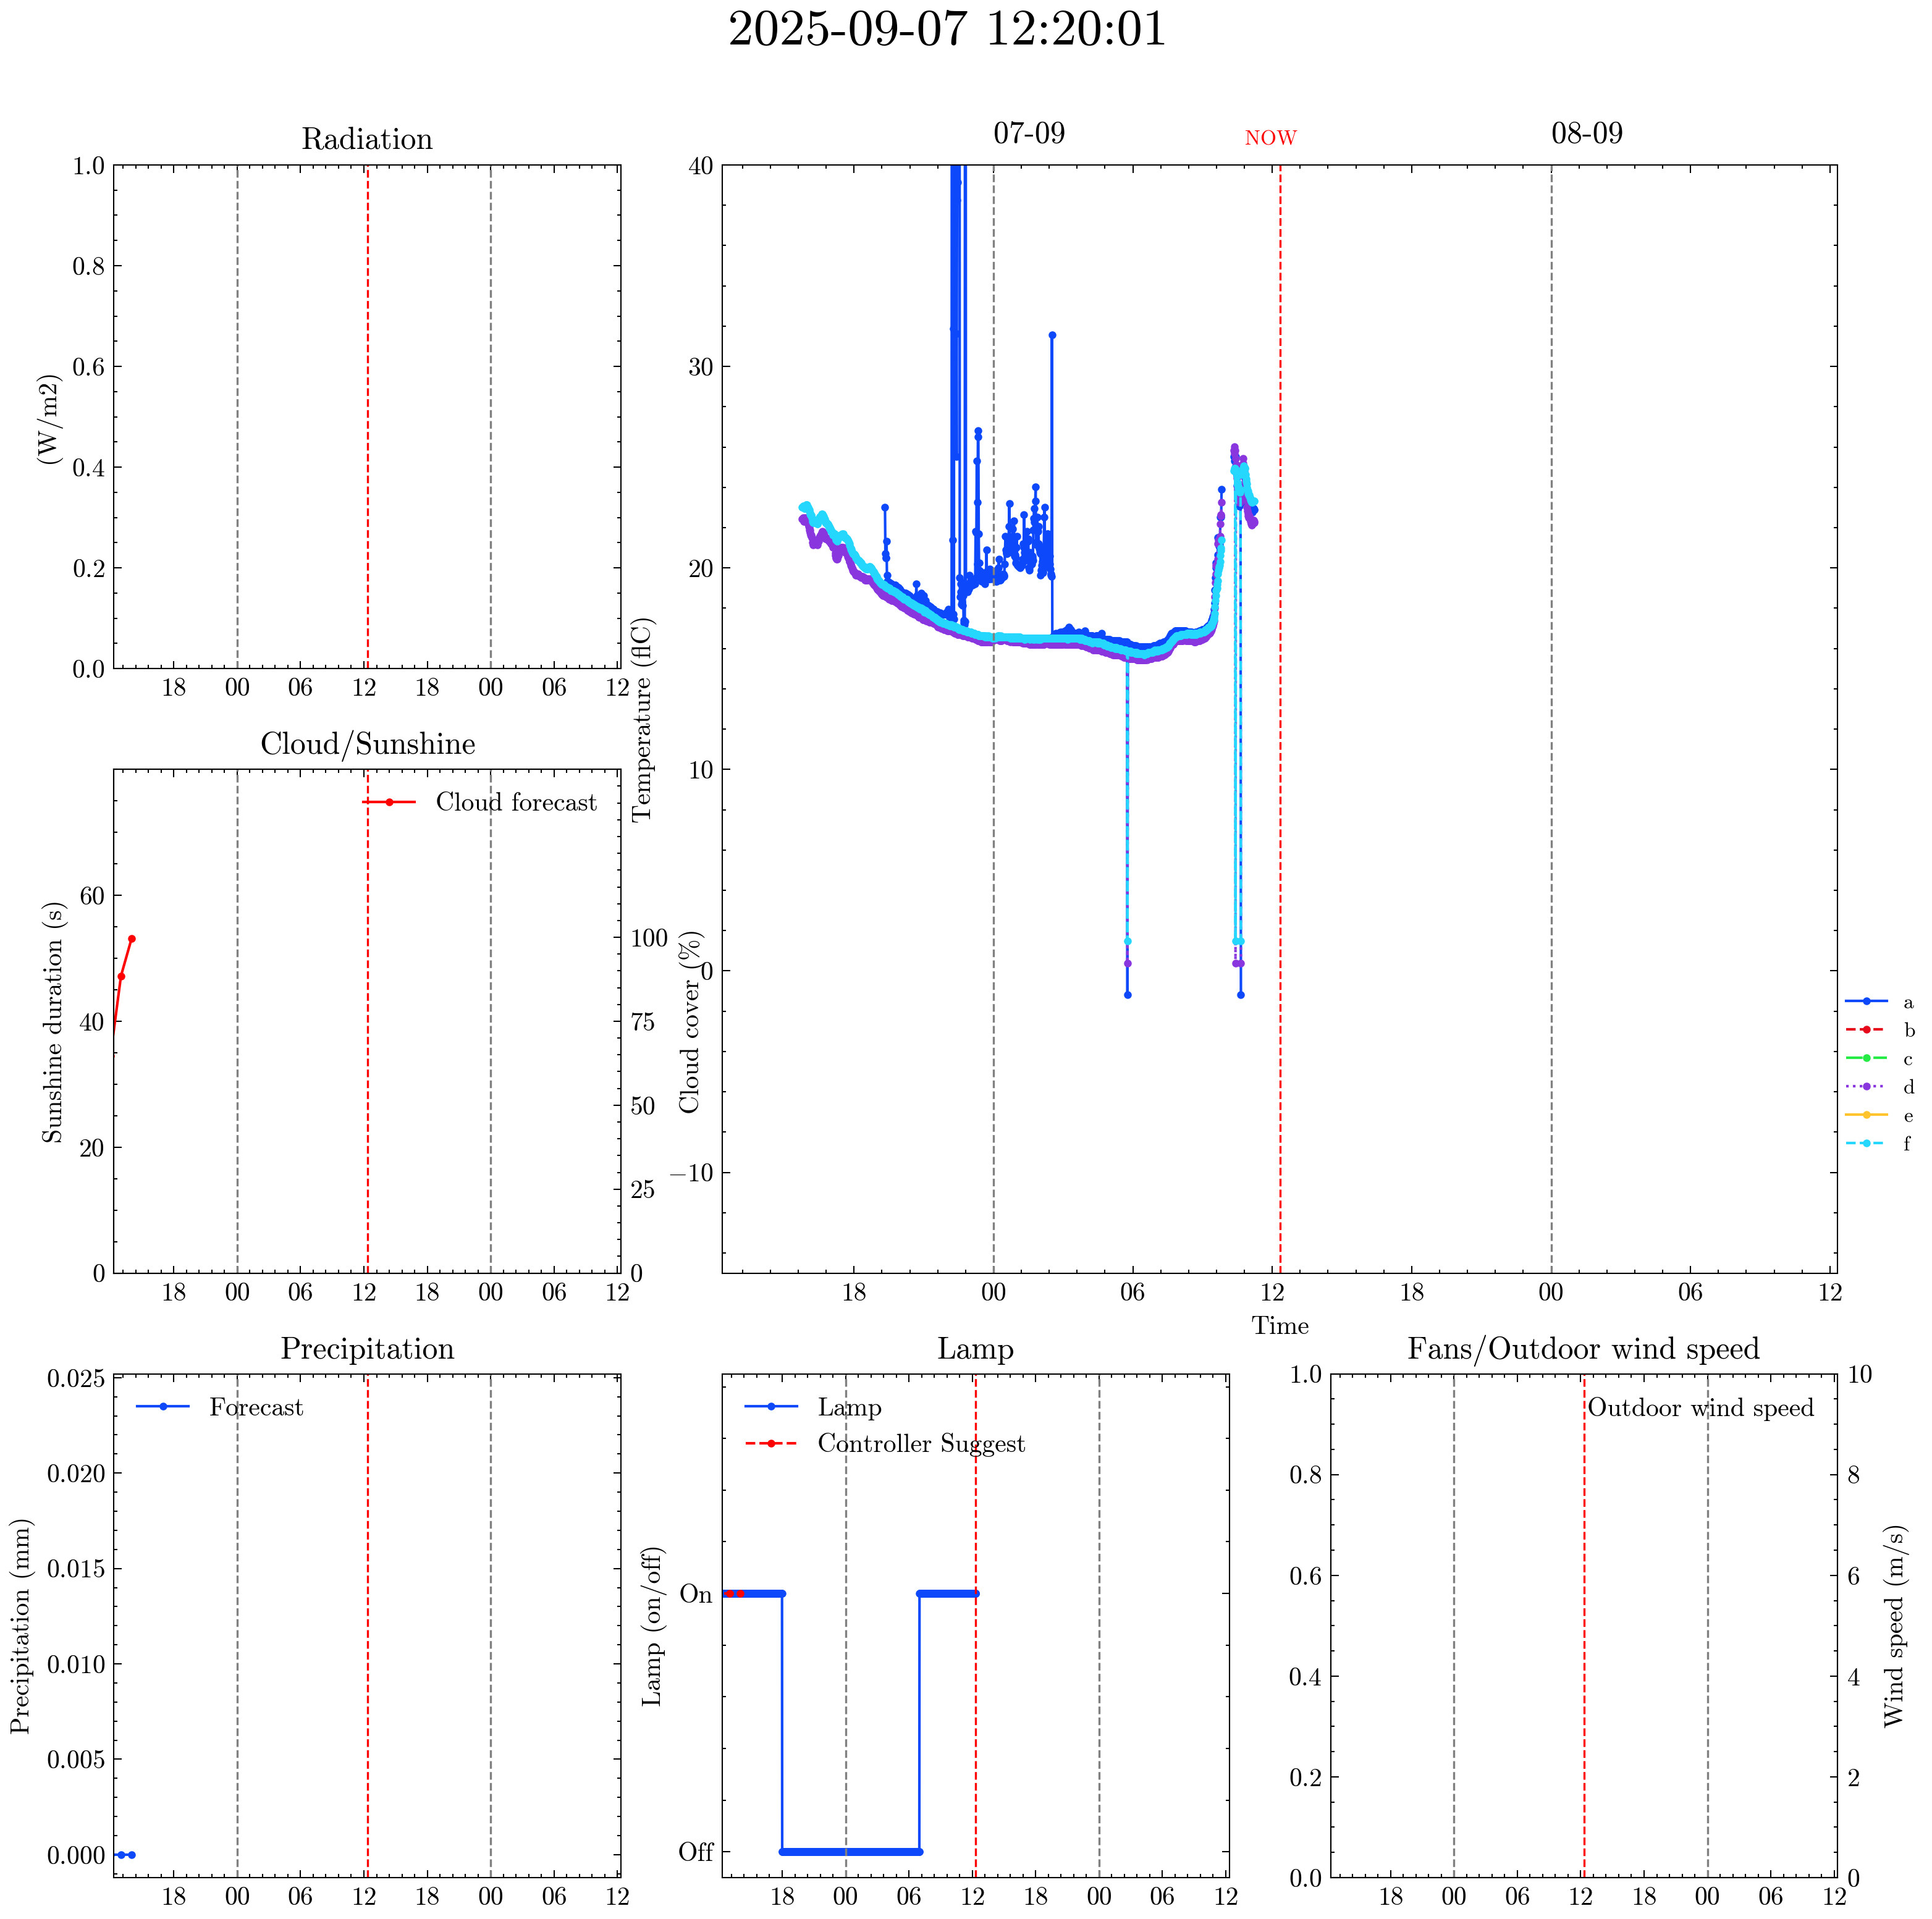 2025-09-07 12:20:01
Radiation
1.0
0.8
0.6
0.4
0.2
0.0
(W/m2)
18 00 06 12 18 00 06 12
07-09
NOW
08-09
40
30
20
10
0
−10
Temperature (flC)
18 00 06 12 18 00 06 12
Time
a
b
c
d
e
f
Cloud/Sunshine
Cloud forecast
60
40
20
0
Sunshine duration (s)
100
75
50
25
0
Cloud cover (%)
18 00 06 12 18 00 06 12
Precipitation
Forecast
0.025
0.020
0.015
0.010
0.005
0.000
Precipitation (mm)
18 00 06 12 18 00 06 12
Lamp
Lamp
Controller Suggest
On
Off
Lamp (on/off)
18 00 06 12 18 00 06 12
Fans/Outdoor wind speed
Outdoor wind speed
1.0
0.8
0.6
0.4
0.2
0.0
10
8
6
4
2
0
Wind speed (m/s)
18 00 06 12 18 00 06 12